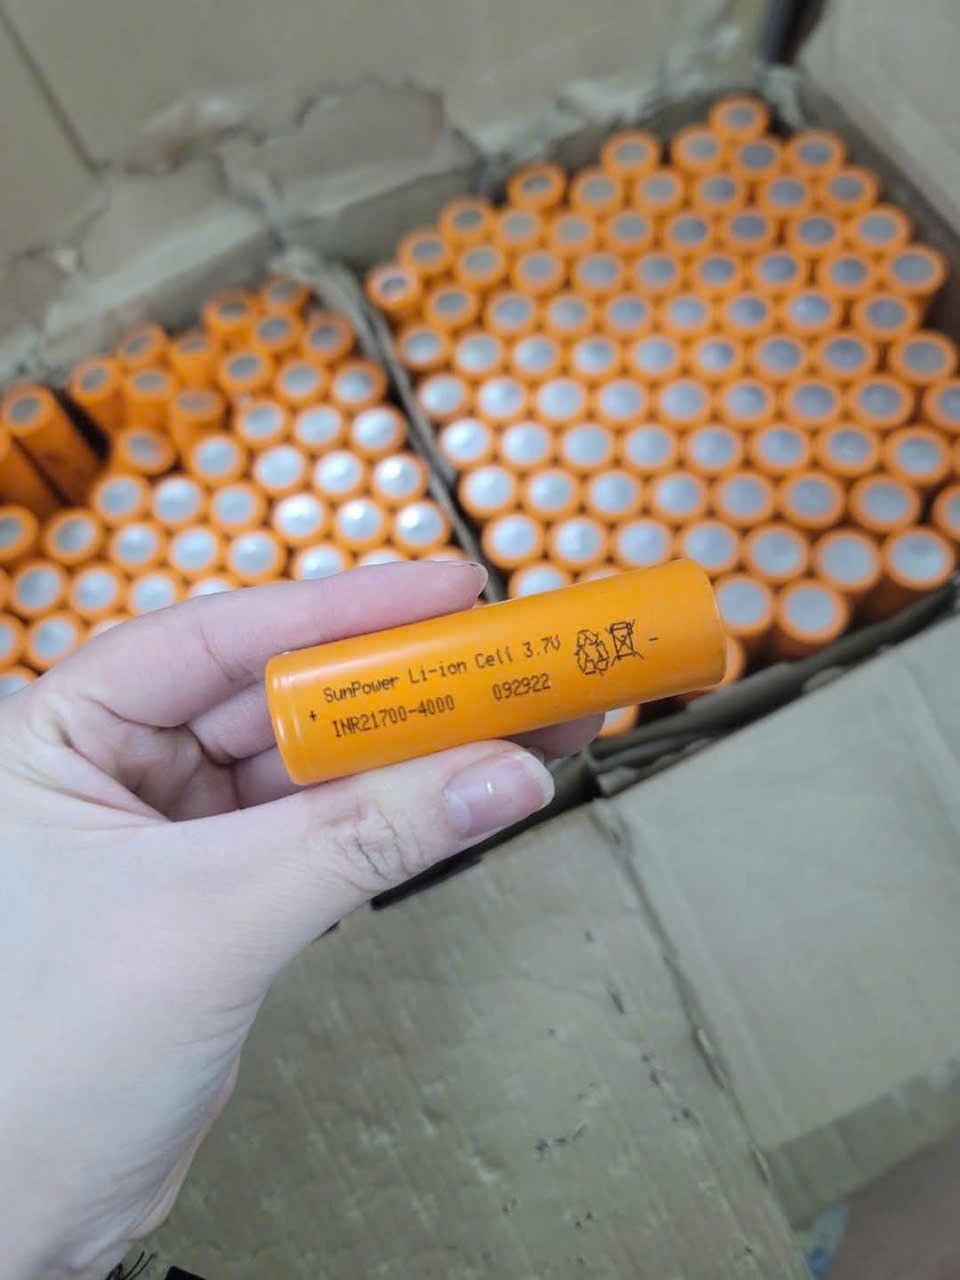 SunPower Li-ion Cell 3.7V
+ INR21700-4000 092922 -